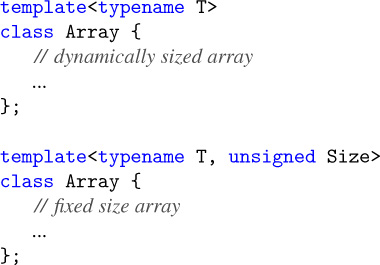 template<typename T>
class Array {
// dynamically sized array
...
};
template<typename T, unsigned Size>
class Array {
// fixed size array
...
};